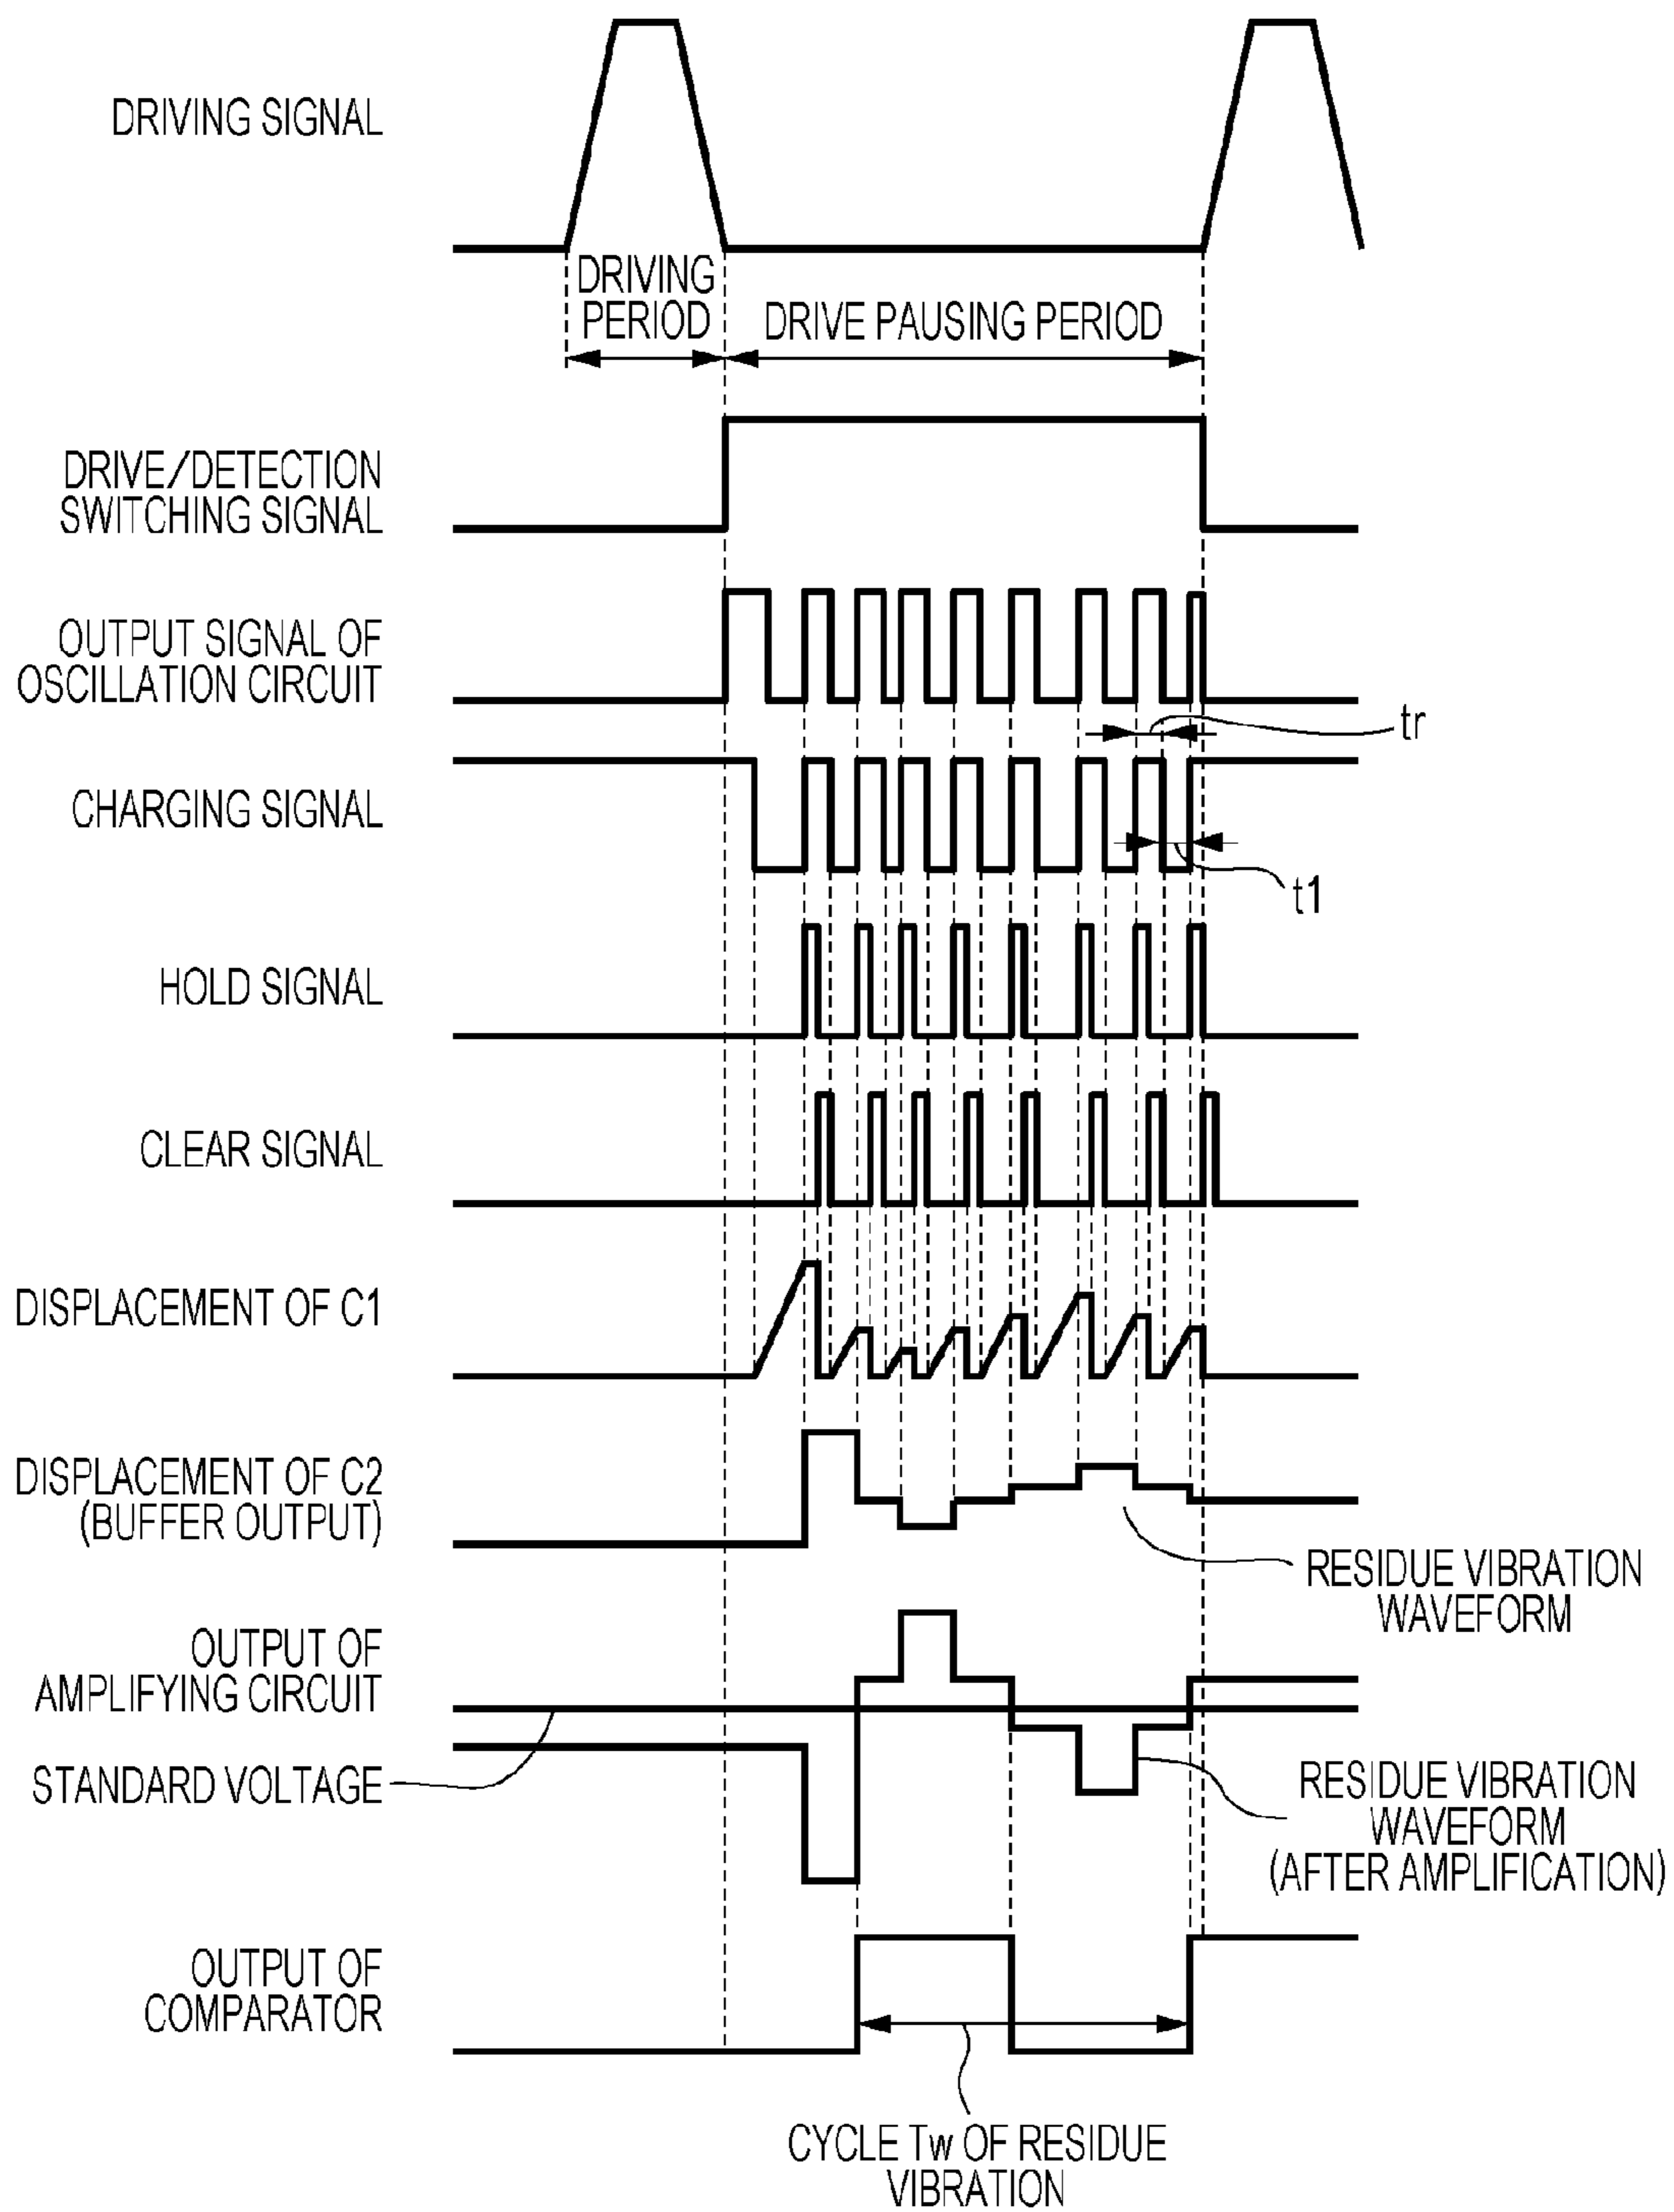 DRIVING SIGNAL
DRIVING
PERIOD
DRIVE PAUSING PERIOD
DRIVE/DETECTION
SWITCHING SIGNAL
OUTPUT SIGNAL OF
OSCILLATION CIRCUIT
tr
CHARGING SIGNAL
t1
HOLD SIGNAL
CLEAR SIGNAL
DISPLACEMENT OF C1
DISPLACEMENT OF C2
(BUFFER OUTPUT)
RESIDUE VIBRATION
WAVEFORM
OUTPUT OF
AMPLIFYING CIRCUIT
STANDARD VOLTAGE
RESIDUE VIBRATION
WAVEFORM
(AFTER AMPLIFICATION)
OUTPUT OF
COMPARATOR
CYCLE Tw OF RESIDUE
VIBRATION